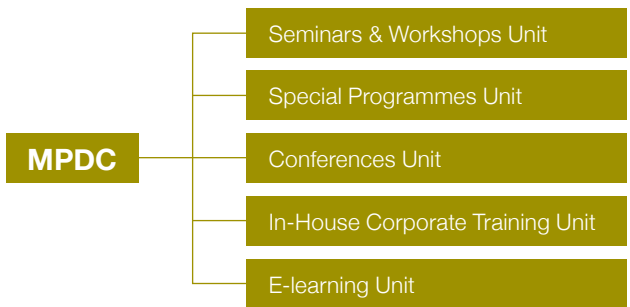 Seminars & Workshops Unit
Special Programmes Unit
MPDC
Conferences Unit
In-House Corporate Training Unit
E-learning Unit